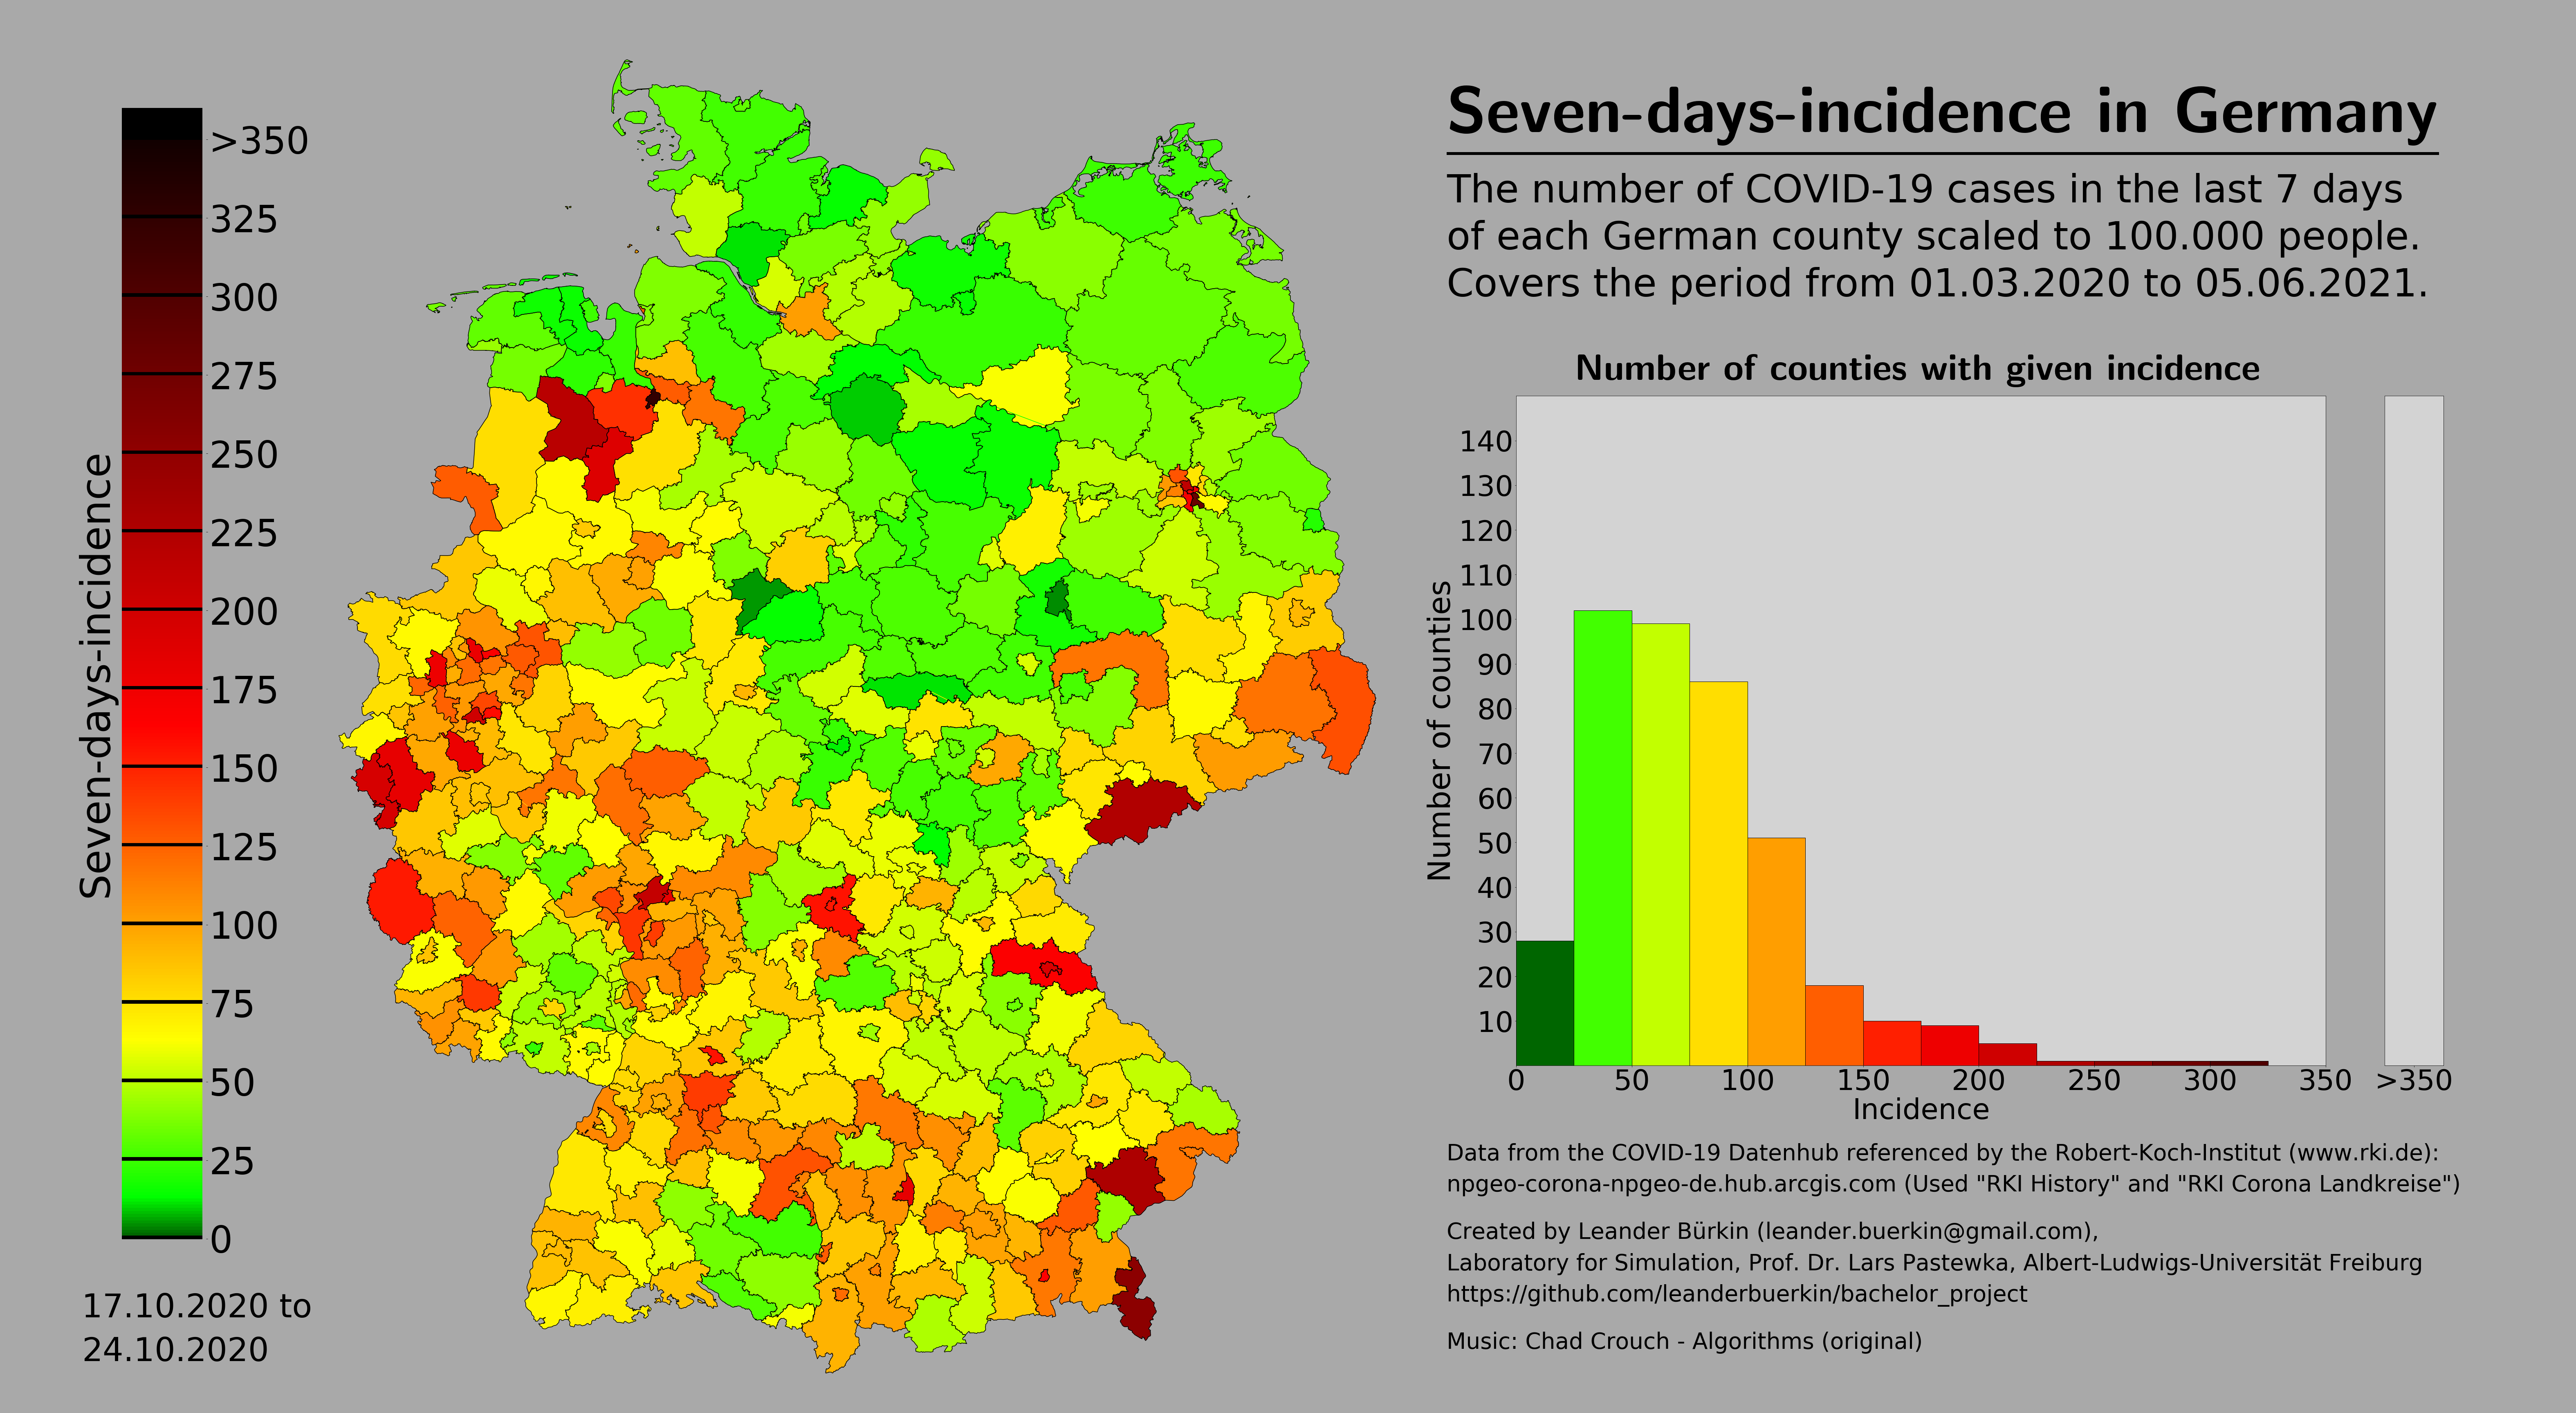 Seven-days-incidence
>350
325
300
275
250
225
200
175
150
125
100
75
50
25
0
17.10.2020 to
24.10.2020
Seven-days-incidence in Germany
The number of COVID-19 cases in the last 7 days
of each German county scaled to 100.000 people.
Covers the period from 01.03.2020 to 05.06.2021.
Number of counties with given incidence
Number of counties
140
130
120
110
100
90
80
70
60
50
40
30
20
10
0 50 100 150 200 250 300 350 >350
Incidence
Data from the COVID-19 Datenhub referenced by the Robert-Koch-Institut (www.rki.de):
npgeo-corona-npgeo-de.hub.arcgis.com (Used "RKI History" and "RKI Corona Landkreise")
Created by Leander Bürkin (leander.buerkin@gmail.com),
Laboratory for Simulation, Prof. Dr. Lars Pastewka, Albert-Ludwigs-Universität Freiburg
https://github.com/leanderbuerkin/bachelor_project
Music: Chad Crouch - Algorithms (original)